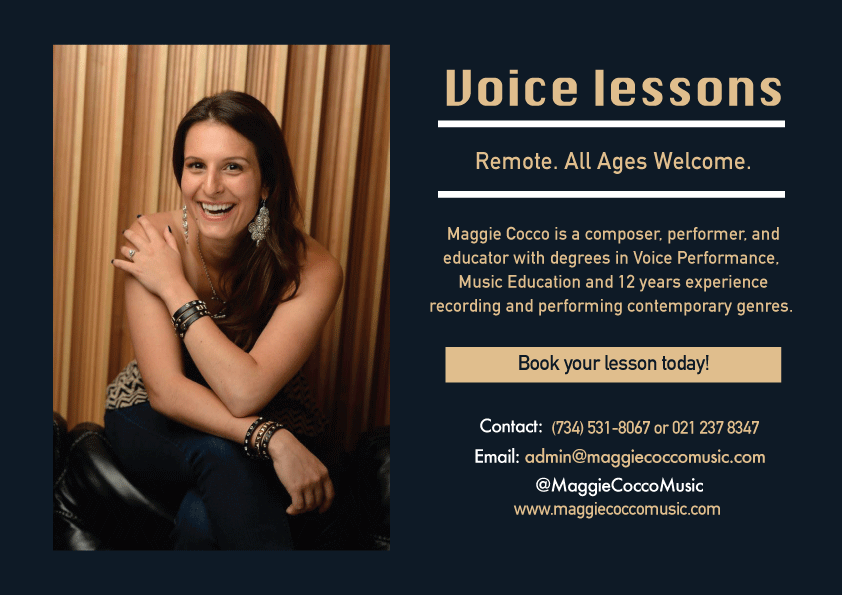 Voice lessons
Remote. All Ages Welcome.
Maggie Cocco is a composer, performer, and
educator with degrees in Voice Performance,
Music Education and 12 years experience
recording and performing contemporary genres.
Book your lesson today!
Contact: (734) 531-8067 or 021 237 8347
Email: admin@maggiecoccomusic.com
@MaggieCoccoMusic
www.maggiecoccomusic.com